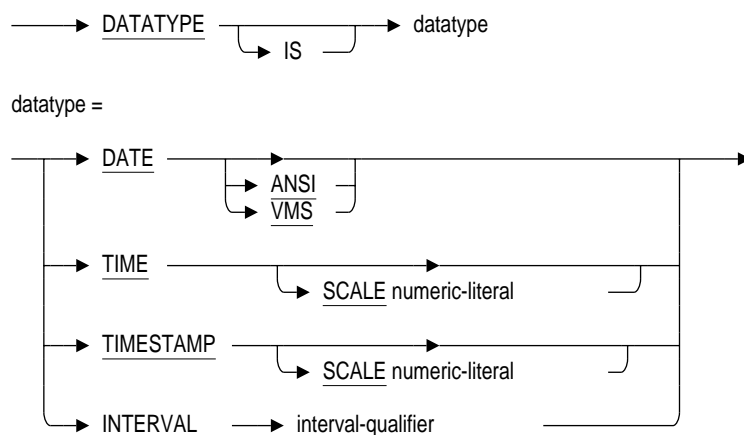 DATATYPE datatype
IS
datatype =
DATE
ANSI
VMS
TIME
SCALE numeric-literal
TIMESTAMP
SCALE numeric-literal
INTERVAL interval-qualifier